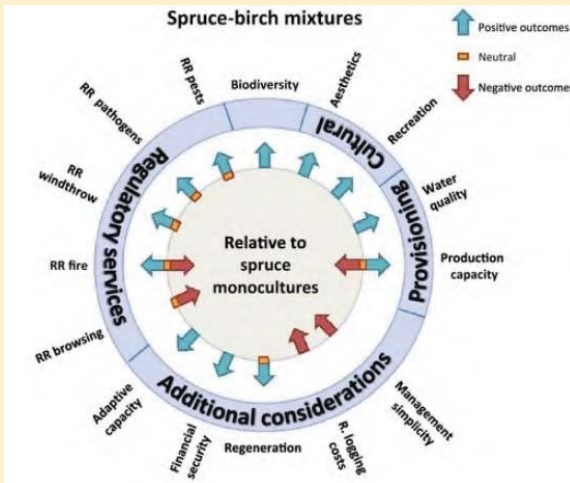 Spruce-birch mixtures
Positive outcomes
Neutral
Negative outcome
Biodiversity
Aesthetics
Recreation
Water
quality
Production
capacity
Management
simplicity
R. logging
costs
Regeneration
Financial
security
Adaptive
capacity
RR browsing
RR fire
RR
windthrow
RR pathogens
RR pests
Cultural
Provisioning
Additional considerations
Regulatory services
Relative to
spruce
monocultures